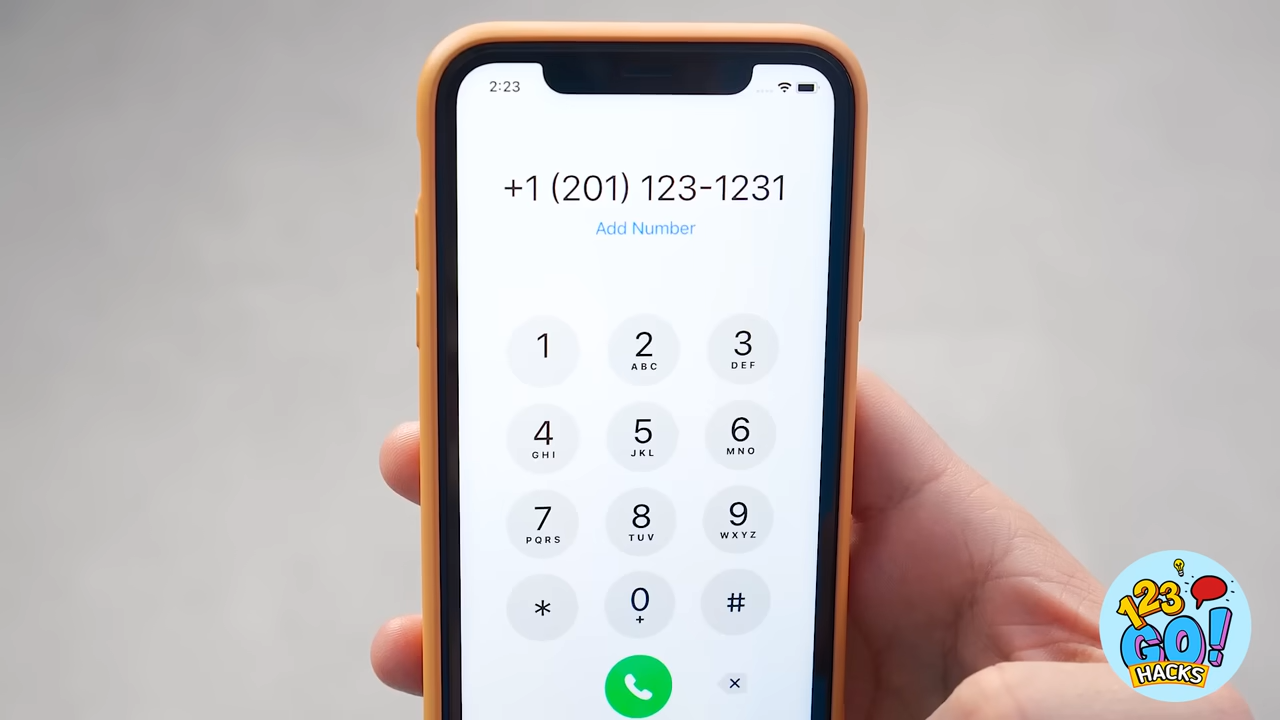 2:23
+1 (201) 123-1231
Add Number
1
2
ABC
3
DEF
4
GHI
5
JKL
6
MNO
7
PQRS
8
TUV
9
WXYZ
*
0
+
#
123
GO!
HACKS